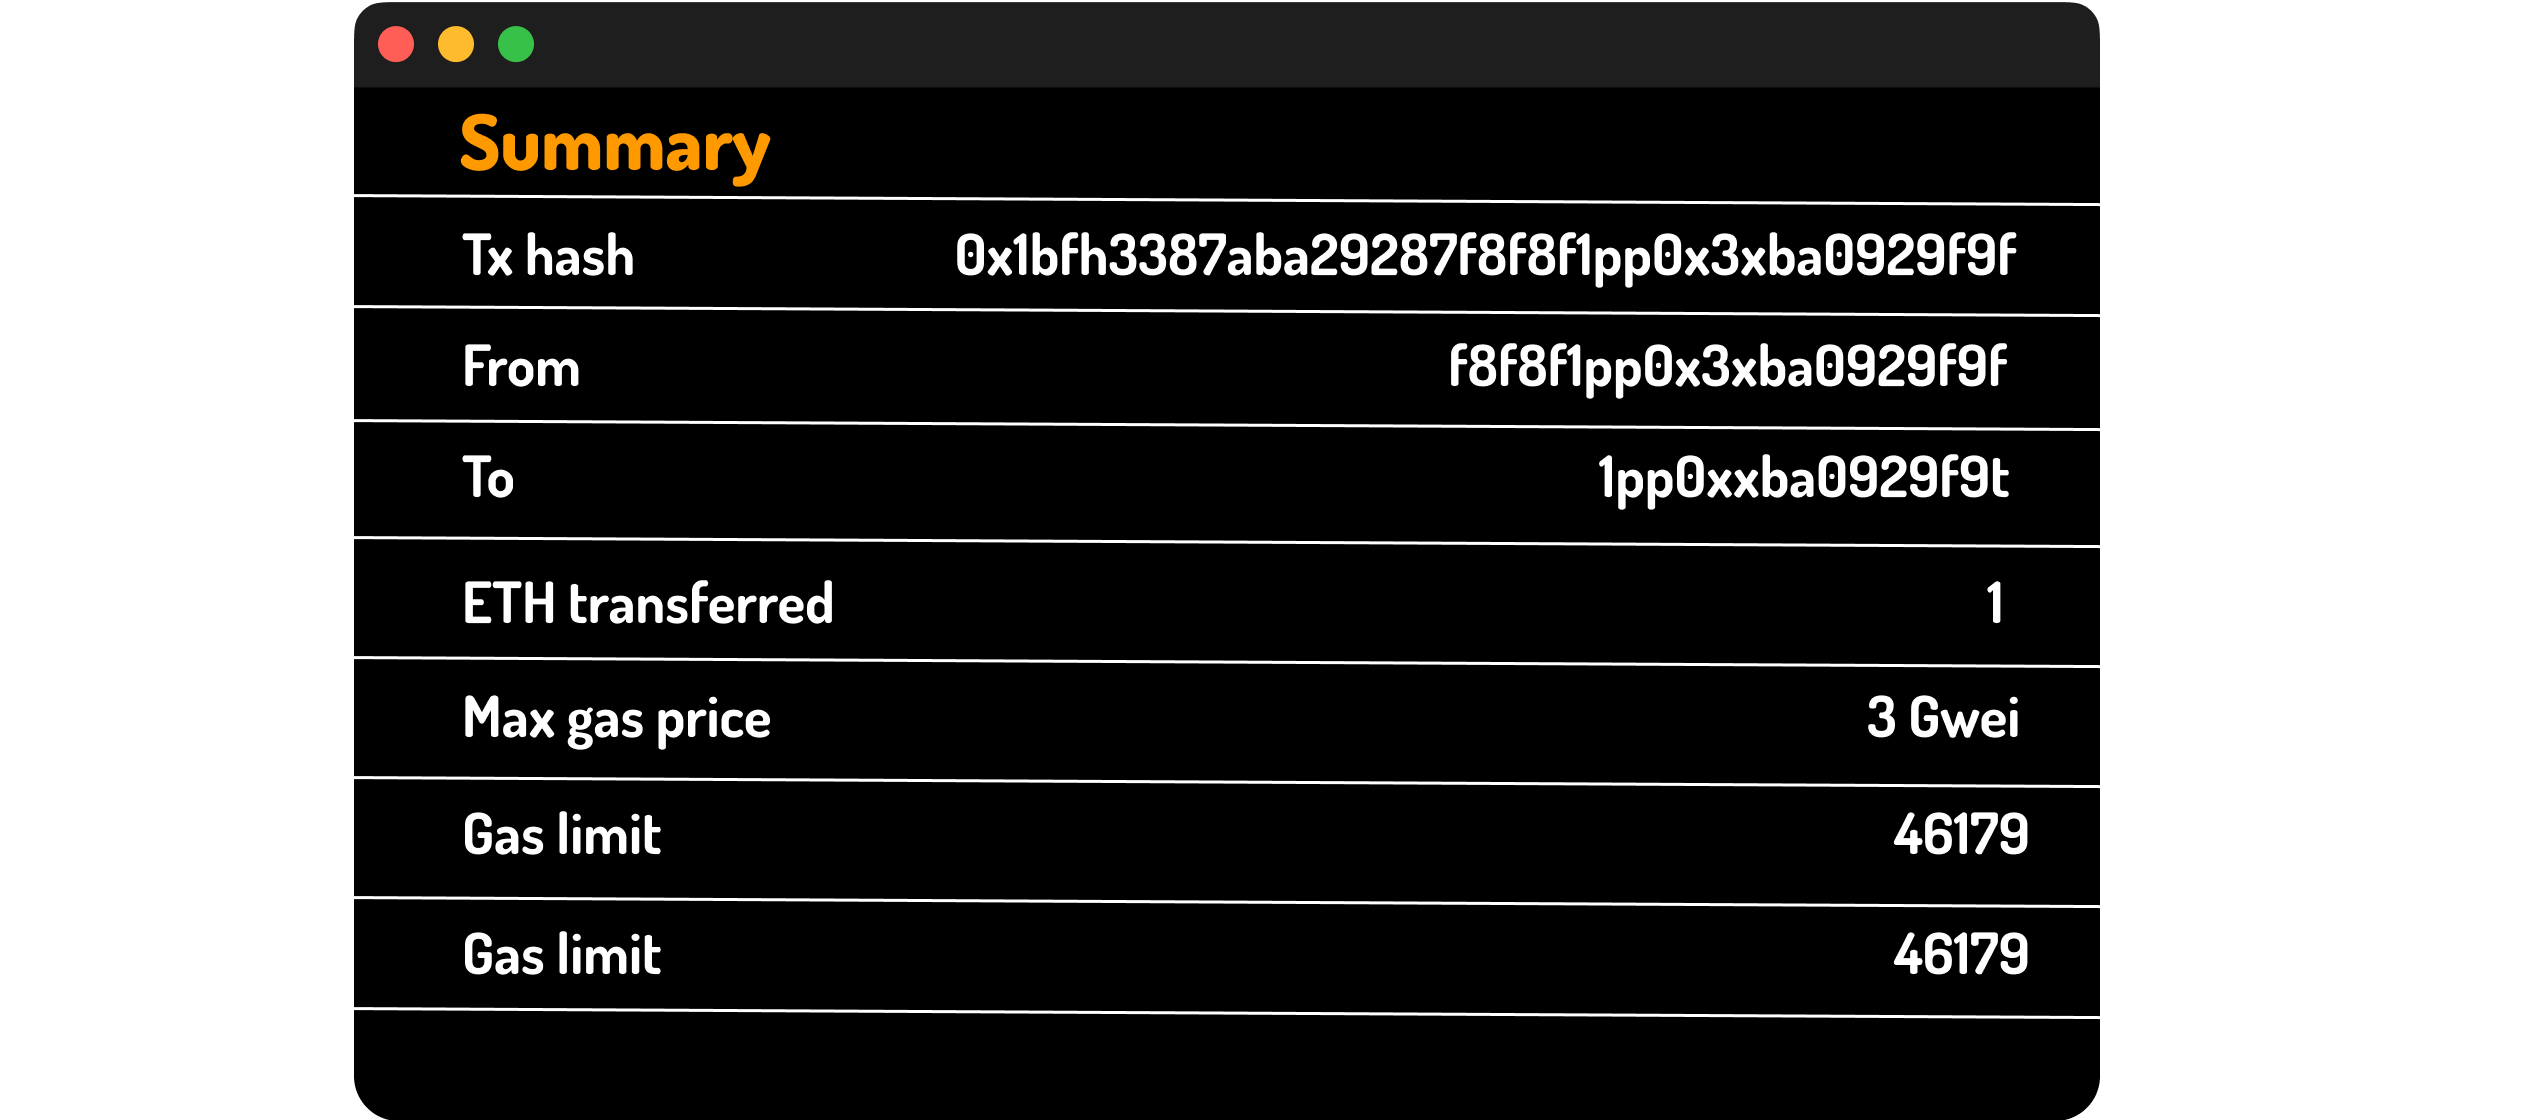 Summary
Tx hash 0x1bfh3387aba29287f8f8f1pp0x3xba0929f9f
From f8f8f1pp0x3xba0929f9f
To 1pp0xxba0929f9t
ETH transferred 1
Max gas price 3 Gwei
Gas limit 46179
Gas limit 46179